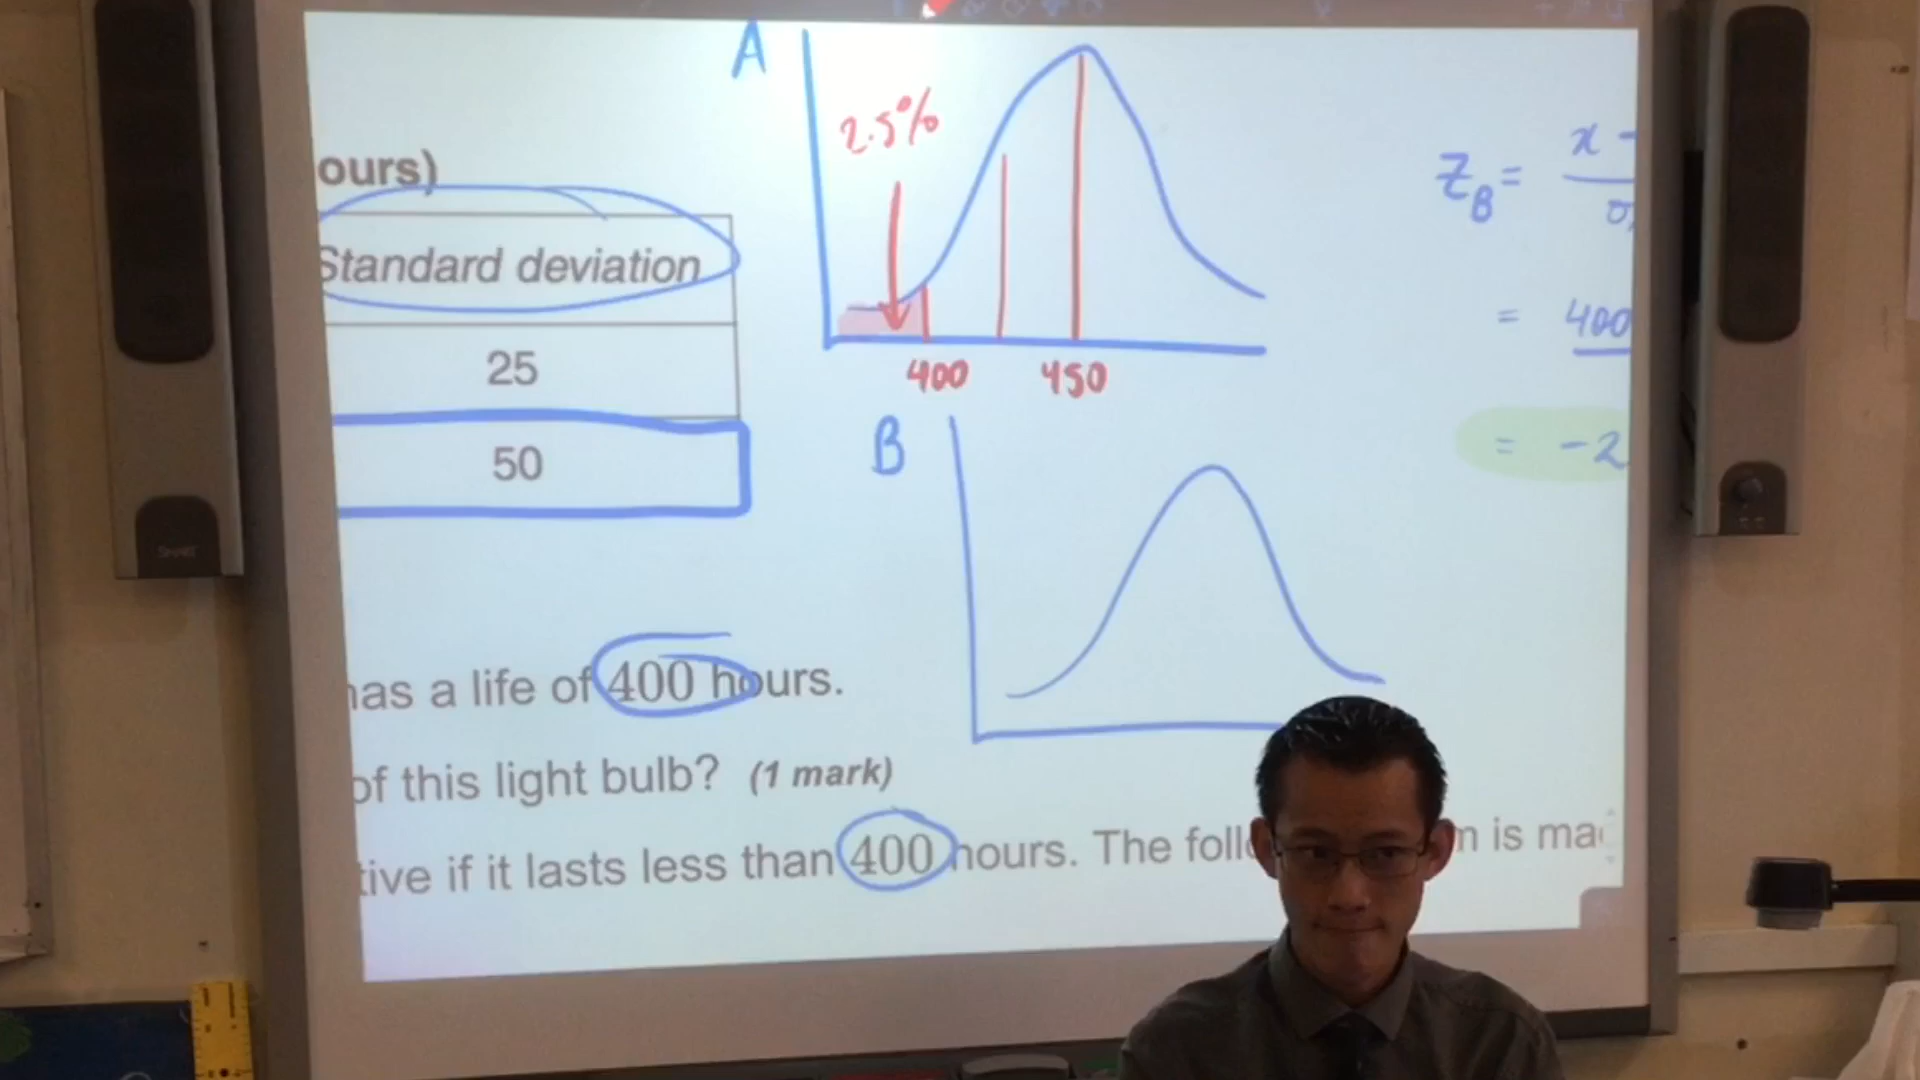 A
2.5%
ours)
Standard deviation
25
50
400 450
B
Z_B = x -
σ
= 400
= -2
has a life of 400 hours.
of this light bulb? (1 mark)
tive if it lasts less than 400 hours. The foll
m is ma
SMART